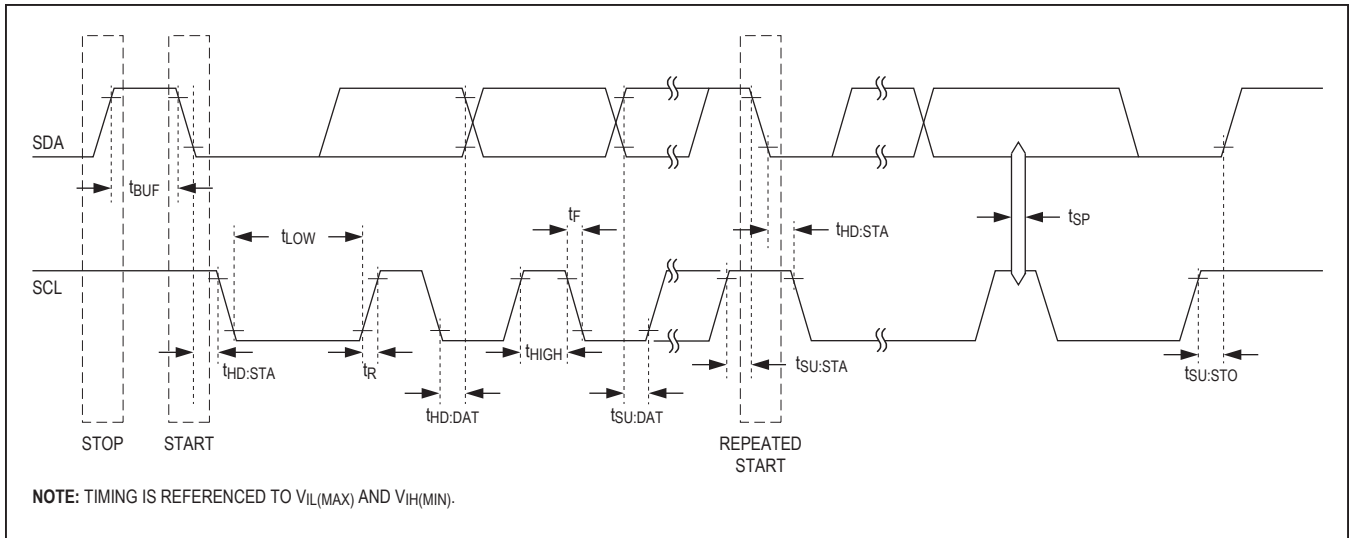 SDA
tBUF
tF
tLOW
tHD:STA
tSP
SCL
tHD:STA
tR
tHIGH
tSU:STA
tSU:STO
tHD:DAT
tSU:DAT
STOP
START
REPEATED
START
NOTE: TIMING IS REFERENCED TO VIL(MAX) AND VIH(MIN).